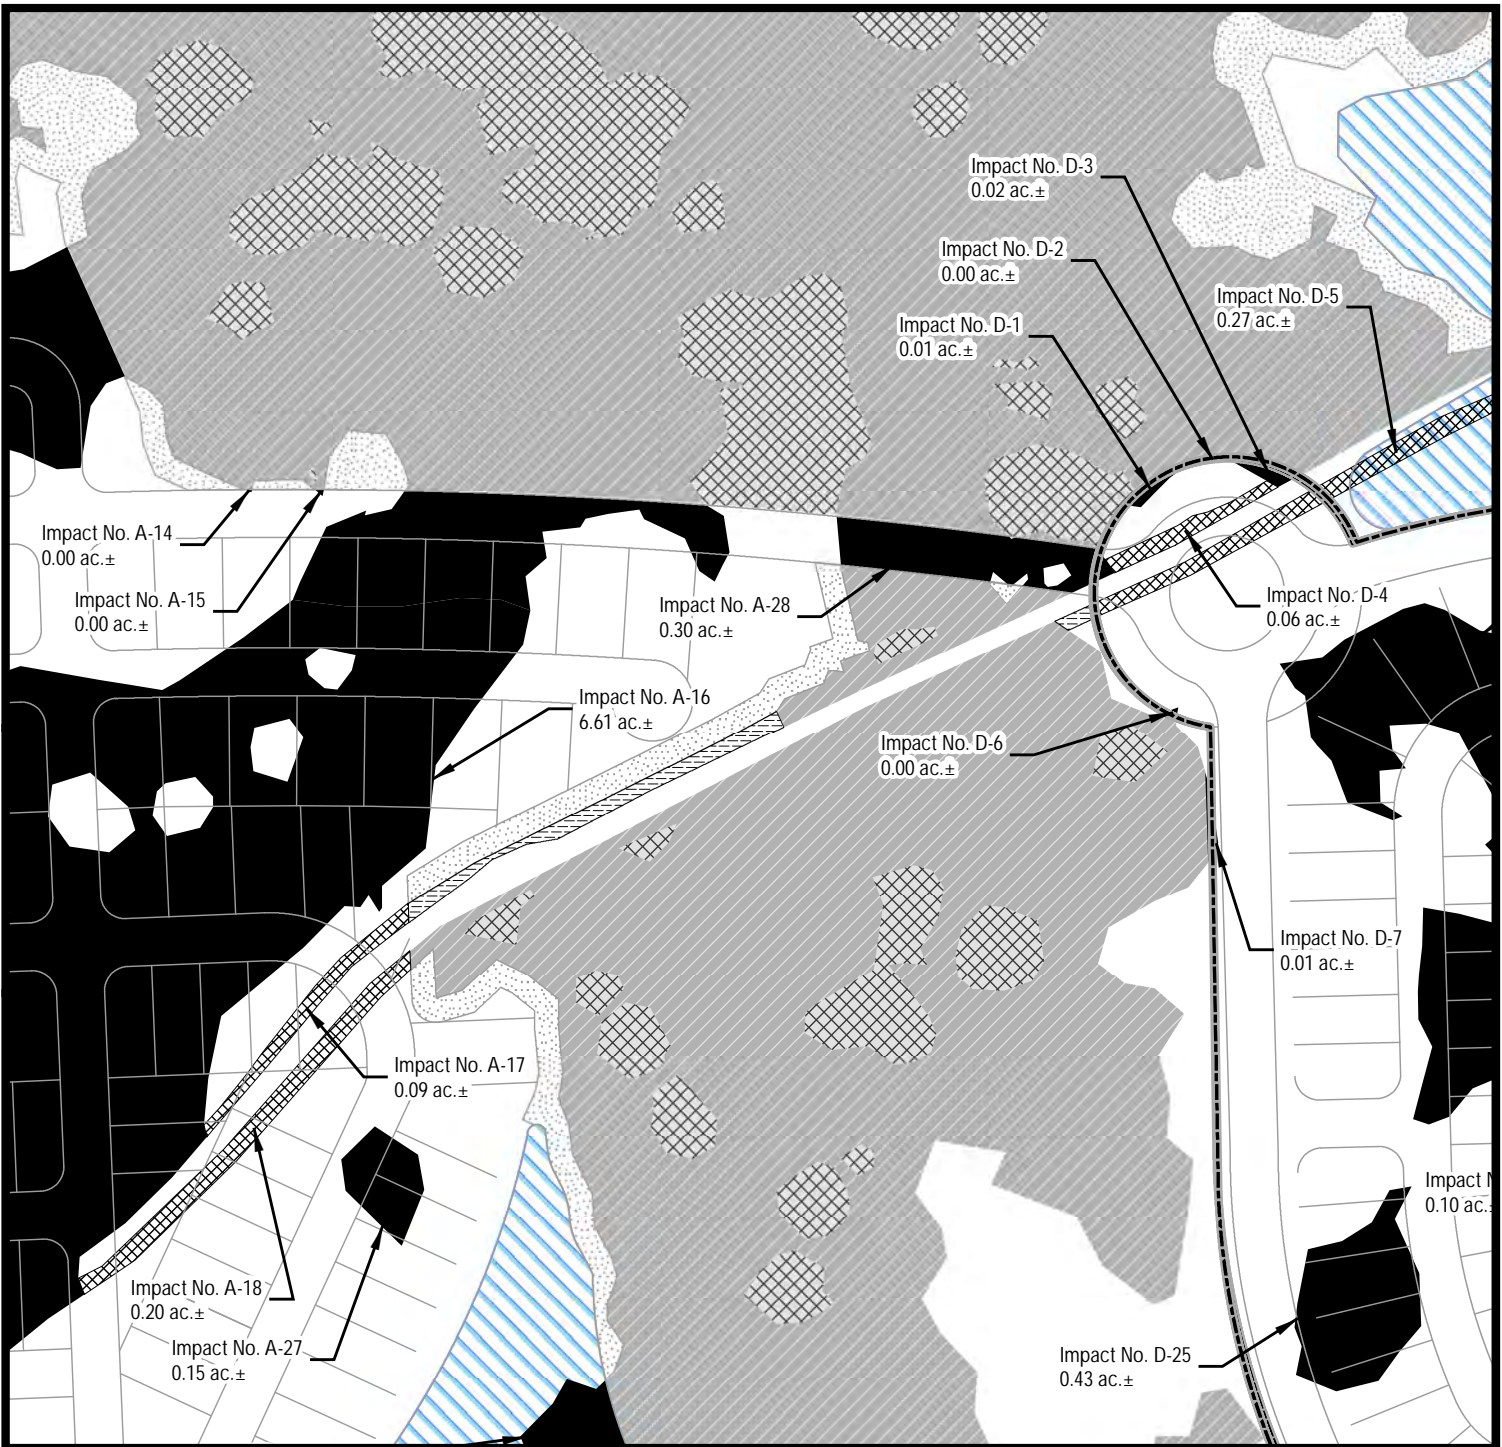 Impact No. D-3
0.02 ac.±
Impact No. D-2
0.00 ac.±
Impact No. D-5
0.27 ac.±
Impact No. D-1
0.01 ac.±
Impact No. A-14
0.00 ac.±
Impact No. A-15
0.00 ac.±
Impact No. A-28
0.30 ac.±
Impact No. D-4
0.06 ac.±
Impact No. A-16
6.61 ac.±
Impact No. D-6
0.00 ac.±
Impact No. D-7
0.01 ac.±
Impact No. A-17
0.09 ac.±
Impact
0.10 ac.±
Impact No. A-18
0.20 ac.±
Impact No. A-27
0.15 ac.±
Impact No. D-25
0.43 ac.±